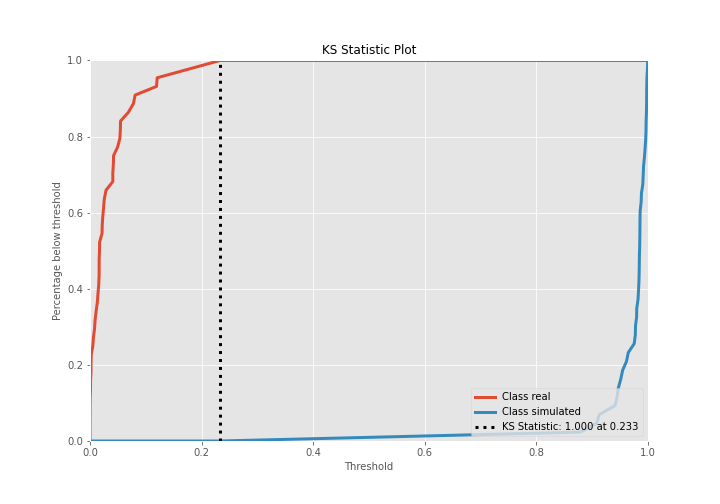 KS Statistic Plot
1.0
0.8
0.6
0.4
0.2
0.0
Percentage below threshold
Class real
Class simulated
KS Statistic: 1.000 at 0.233
0.0 0.2 0.4 0.6 0.8 1.0
Threshold